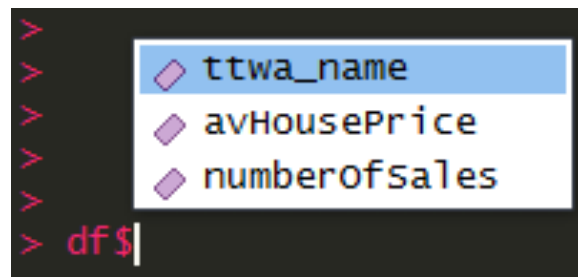 >
> ttwa_name
> avHousePrice
> numberOfSales
>
> df$